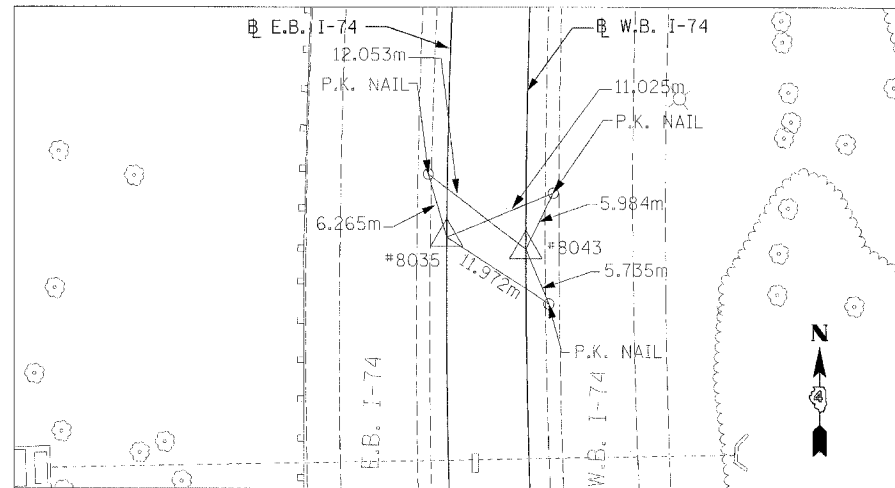 ℄ E.B. I-74
℄ W.B. I-74
12.053m
P.K. NAIL
11.025m
P.K. NAIL
6.265m
5.984m
#8035
#8043
11.972m
5.735m
P.K. NAIL
E.B. I-74
W.B. I-74
N
4